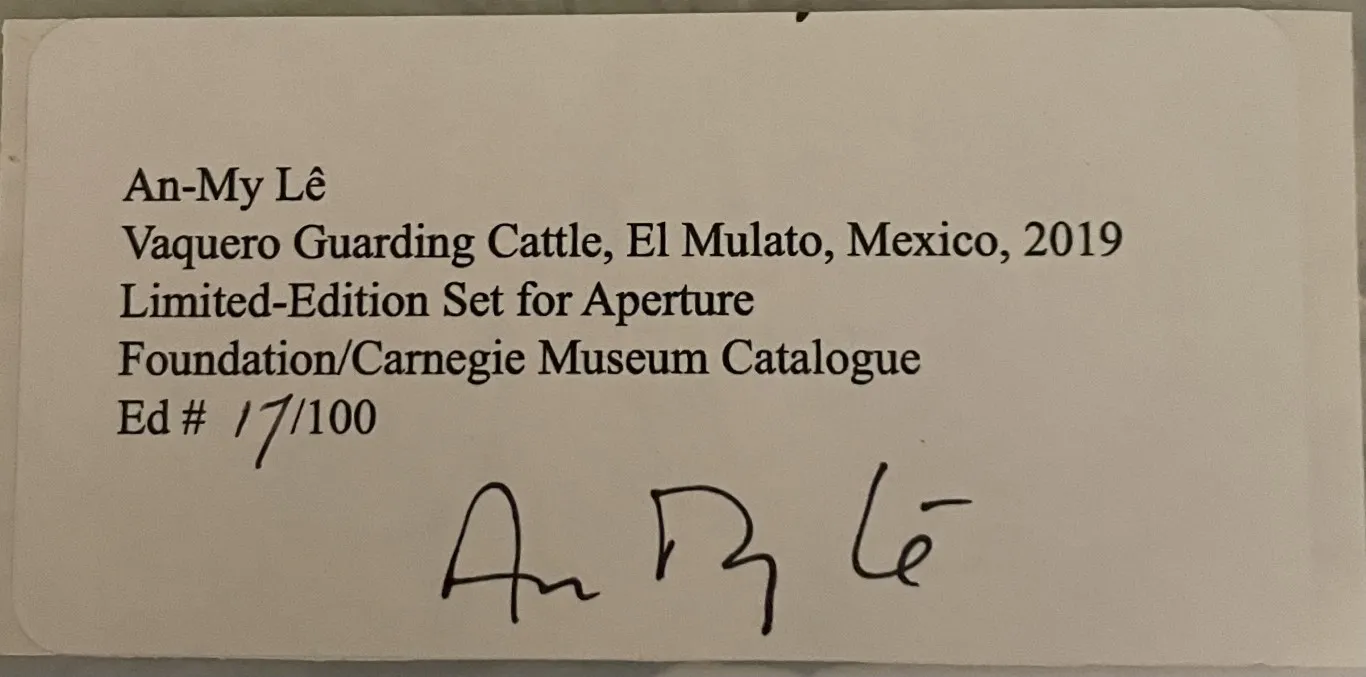 An-My Lê
Vaquero Guarding Cattle, El Mulato, Mexico, 2019
Limited-Edition Set for Aperture
Foundation/Carnegie Museum Catalogue
Ed # 17/100
An My Lê